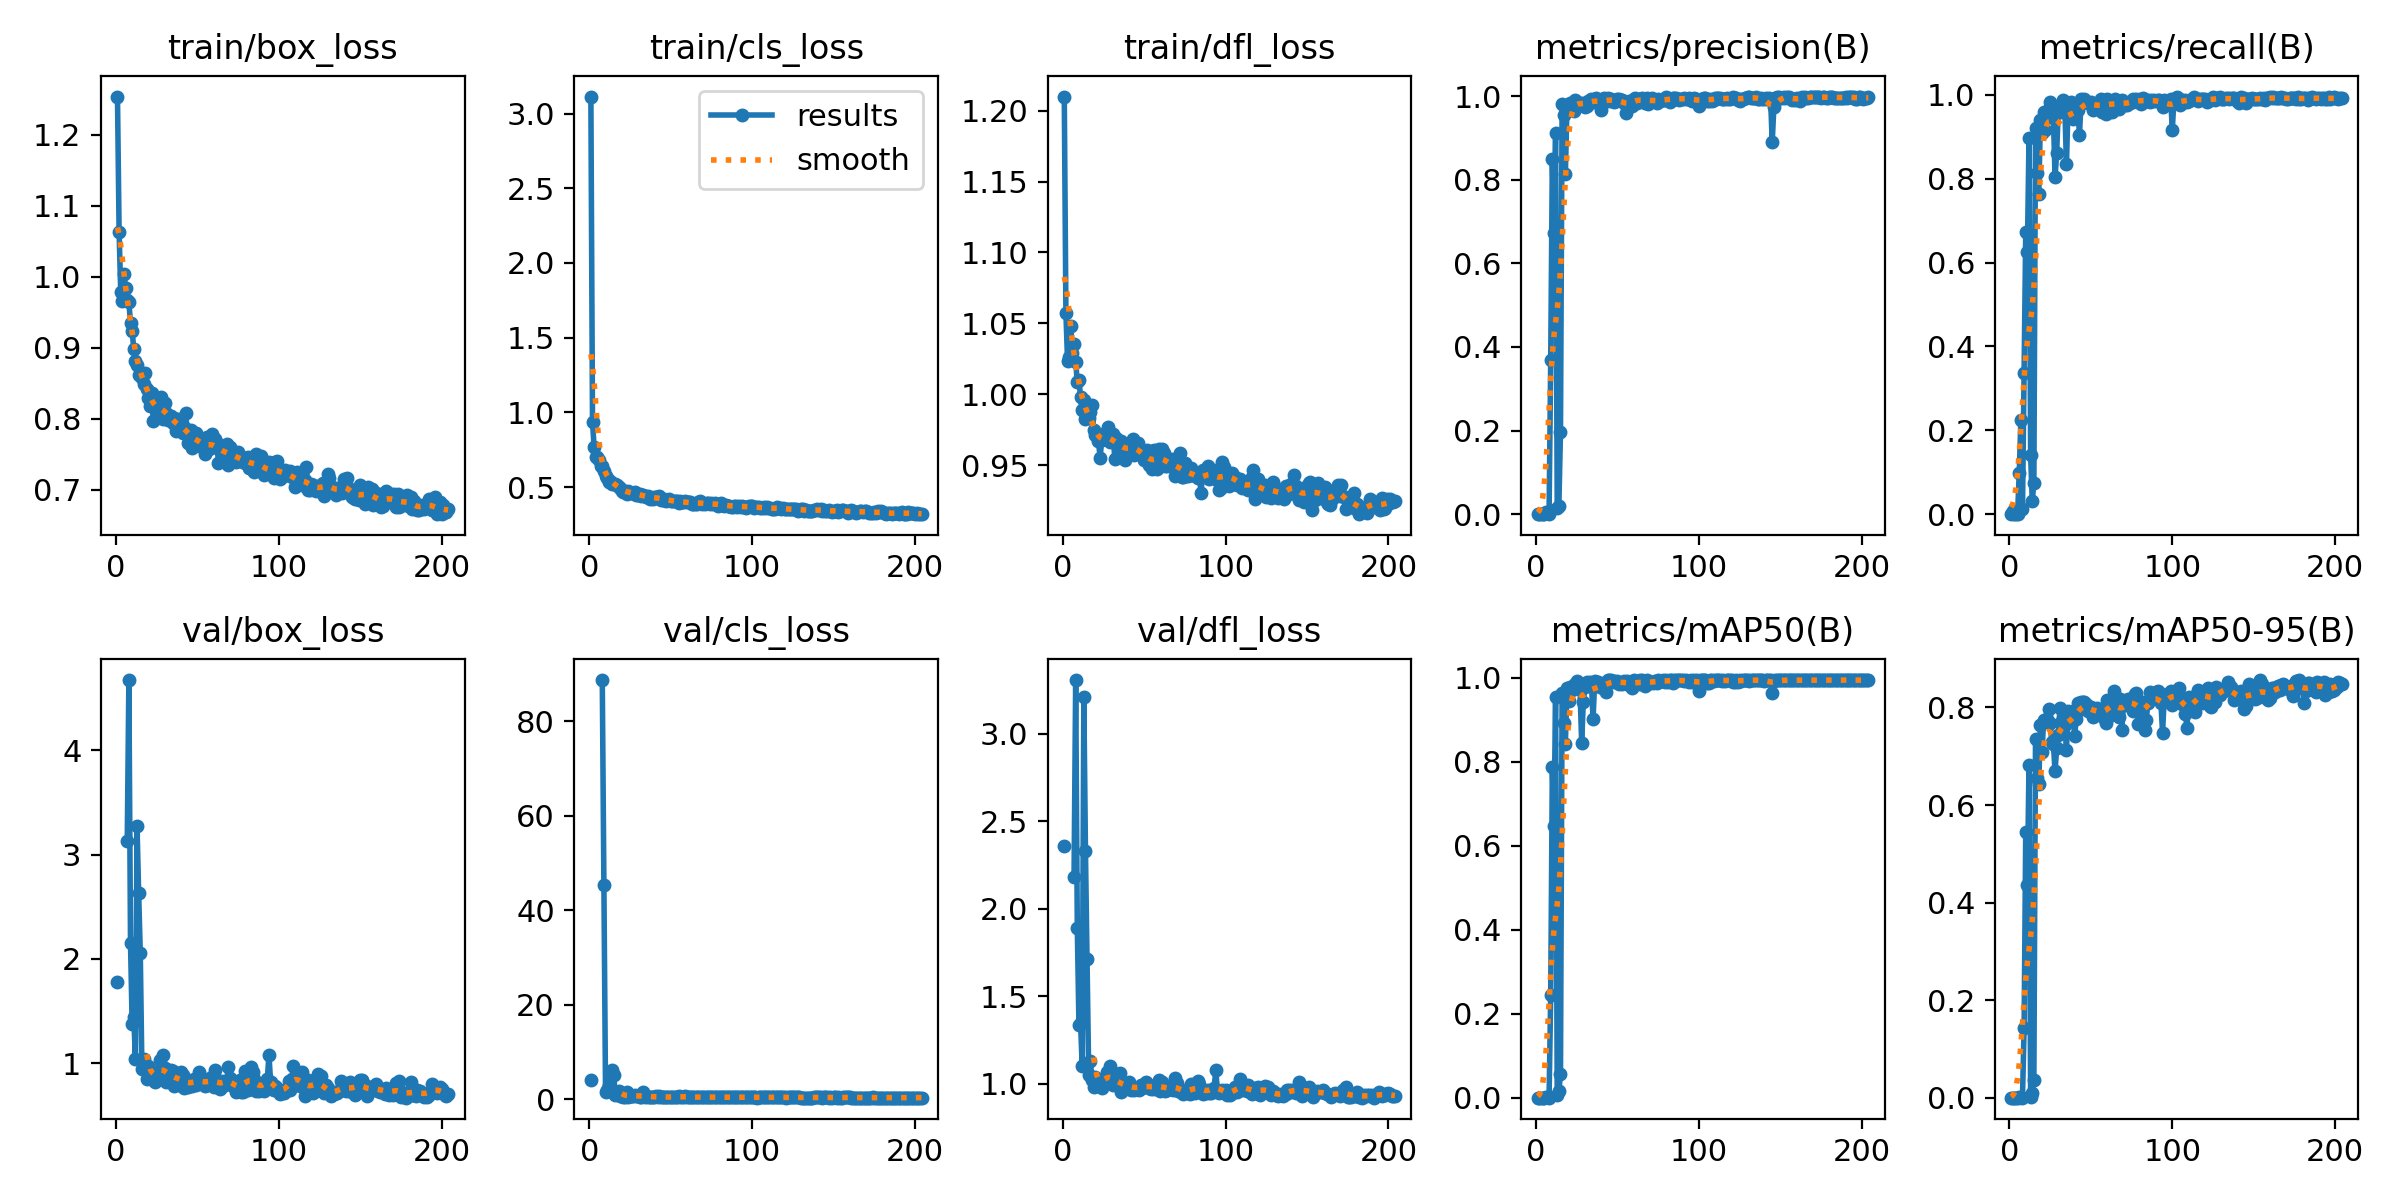 train/box_loss
1.2
1.1
1.0
0.9
0.8
0.7
0 100 200
train/cls_loss
results
smooth
3.0
2.5
2.0
1.5
1.0
0.5
0 100 200
train/dfl_loss
1.20
1.15
1.10
1.05
1.00
0.95
0 100 200
metrics/precision(B)
1.0
0.8
0.6
0.4
0.2
0.0
0 100 200
metrics/recall(B)
1.0
0.8
0.6
0.4
0.2
0.0
0 100 200
val/box_loss
4
3
2
1
0 100 200
val/cls_loss
80
60
40
20
0
0 100 200
val/dfl_loss
3.0
2.5
2.0
1.5
1.0
0 100 200
metrics/mAP50(B)
1.0
0.8
0.6
0.4
0.2
0.0
0 100 200
metrics/mAP50-95(B)
0.8
0.6
0.4
0.2
0.0
0 100 200